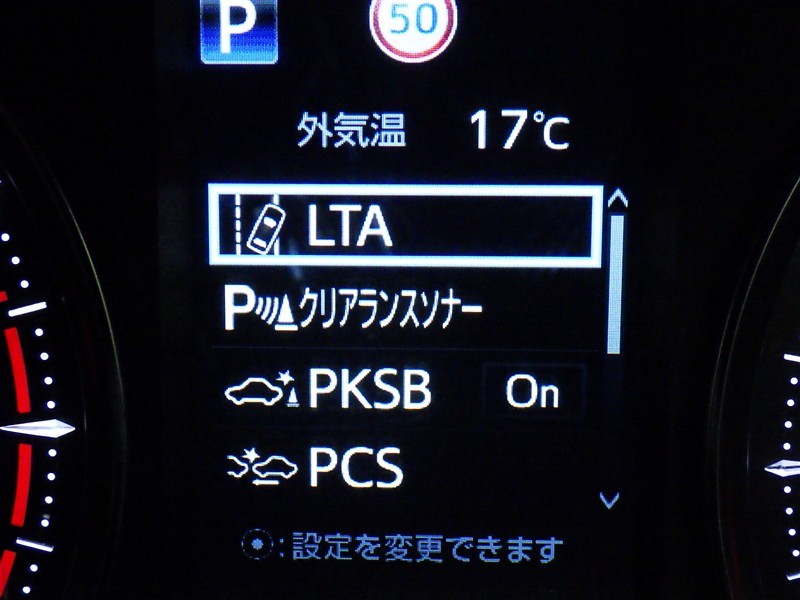 P 50
外気温 17℃
LTA
Pクリアランスソナー
PKSB On
PCS
:設定を変更できます